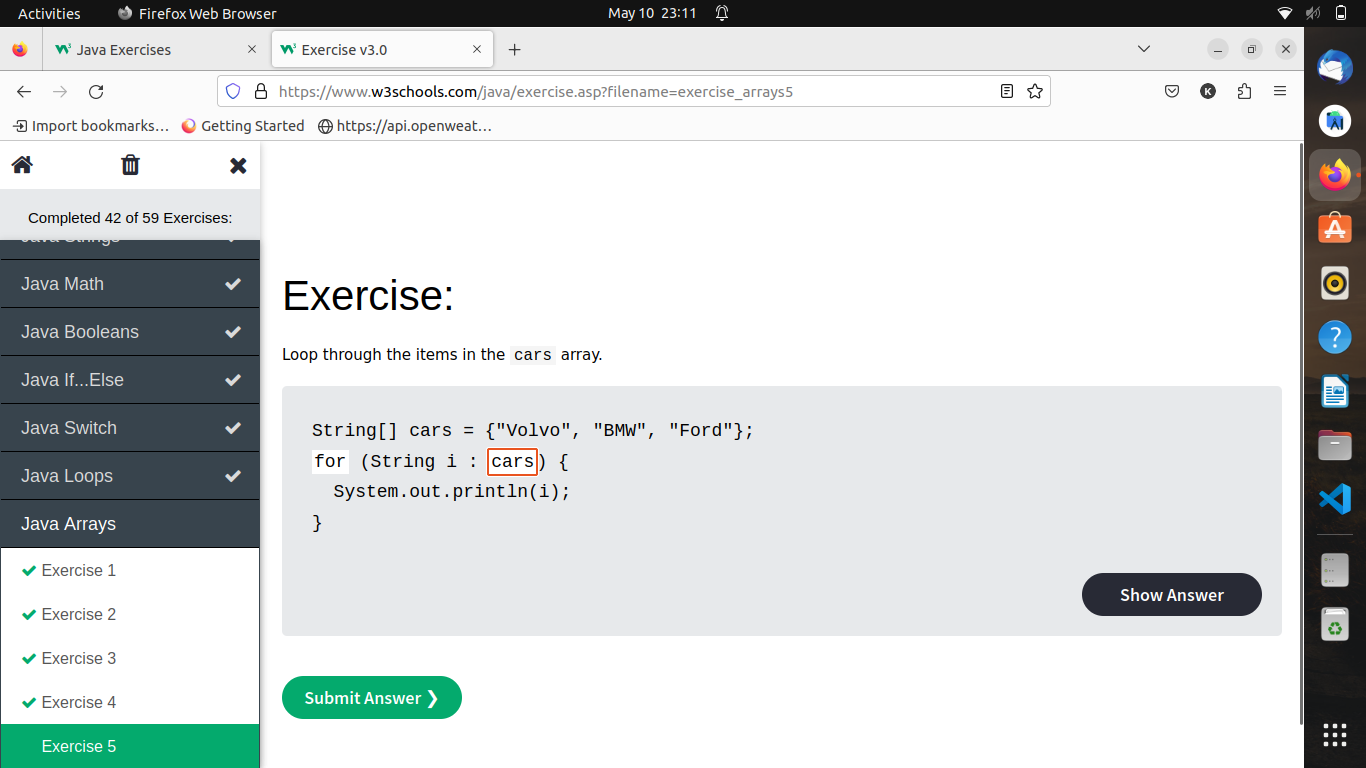 Activities Firefox Web Browser May 10 23:11
Java Exercises Exercise v3.0
https://www.w3schools.com/java/exercise.asp?filename=exercise_arrays5 K
Import bookmarks… Getting Started https://api.openweat…
Completed 42 of 59 Exercises:
Java Strings
Java Math
Java Booleans
Java If...Else
Java Switch
Java Loops
Java Arrays
Exercise 1
Exercise 2
Exercise 3
Exercise 4
Exercise 5
Exercise:
Loop through the items in the cars array.
String[] cars = {"Volvo", "BMW", "Ford"};
for (String i : cars) {
System.out.println(i);
}
Show Answer
Submit Answer ❯